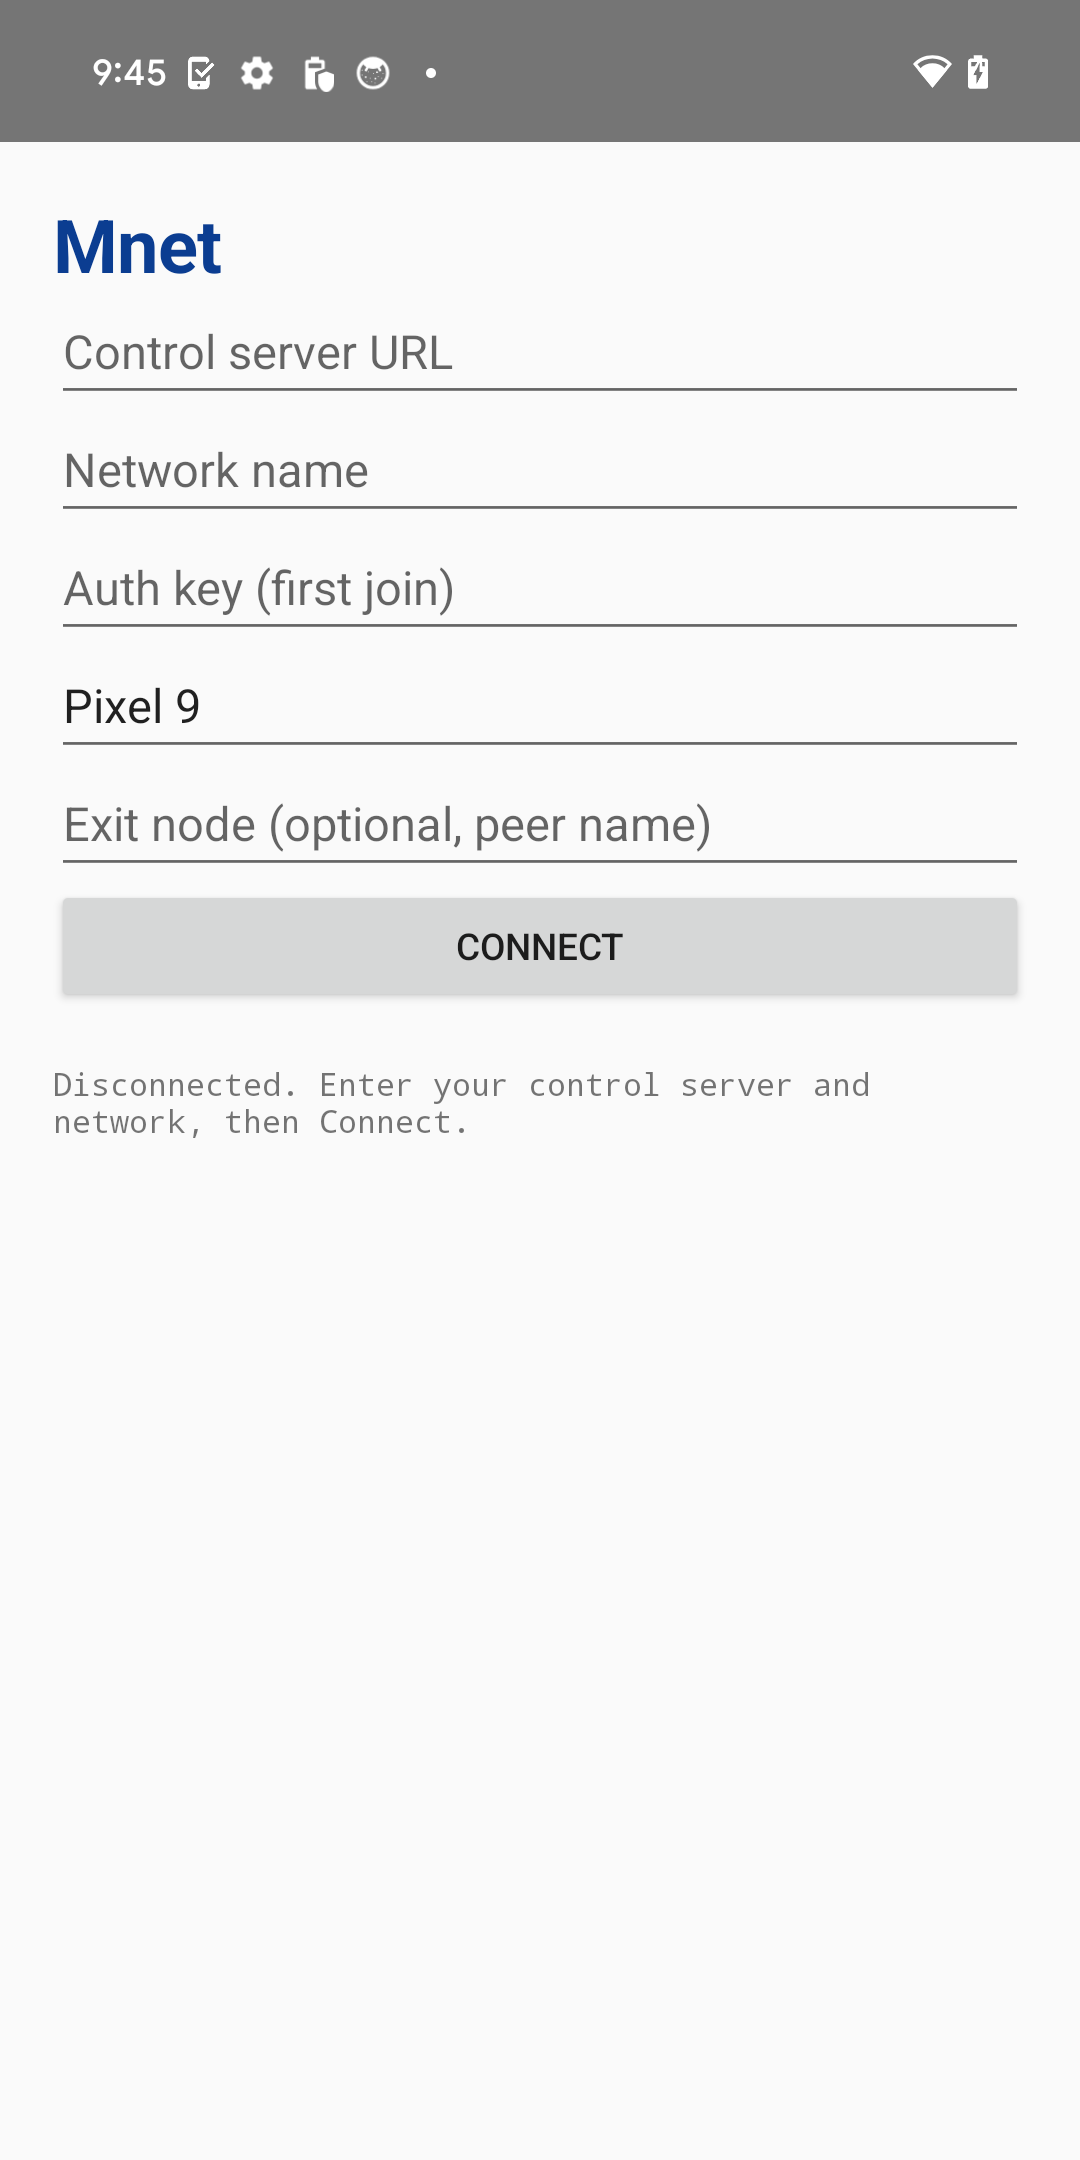 9:45
Mnet
Control server URL
Network name
Auth key (first join)
Pixel 9
Exit node (optional, peer name)
CONNECT
Disconnected. Enter your control server and
network, then Connect.